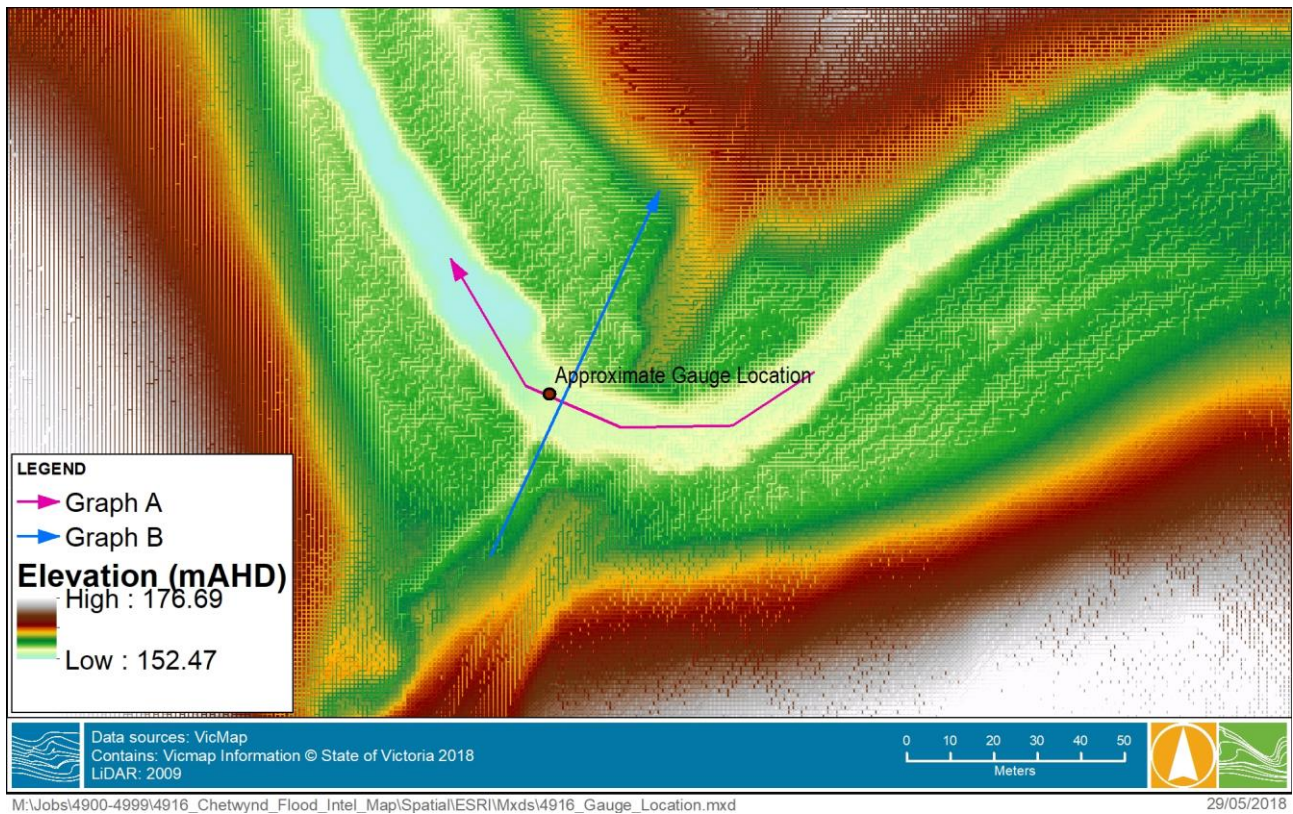 Approximate Gauge Location
LEGEND
Graph A
Graph B
Elevation (mAHD)
High : 176.69
Low : 152.47
Data sources: VicMap
Contains: Vicmap Information © State of Victoria 2018
LiDAR: 2009
0 10 20 30 40 50
Meters
M:\Jobs\4900-4999\4916_Chetwynd_Flood_Intel_Map\Spatial\ESRI\Mxds\4916_Gauge_Location.mxd
29/05/2018